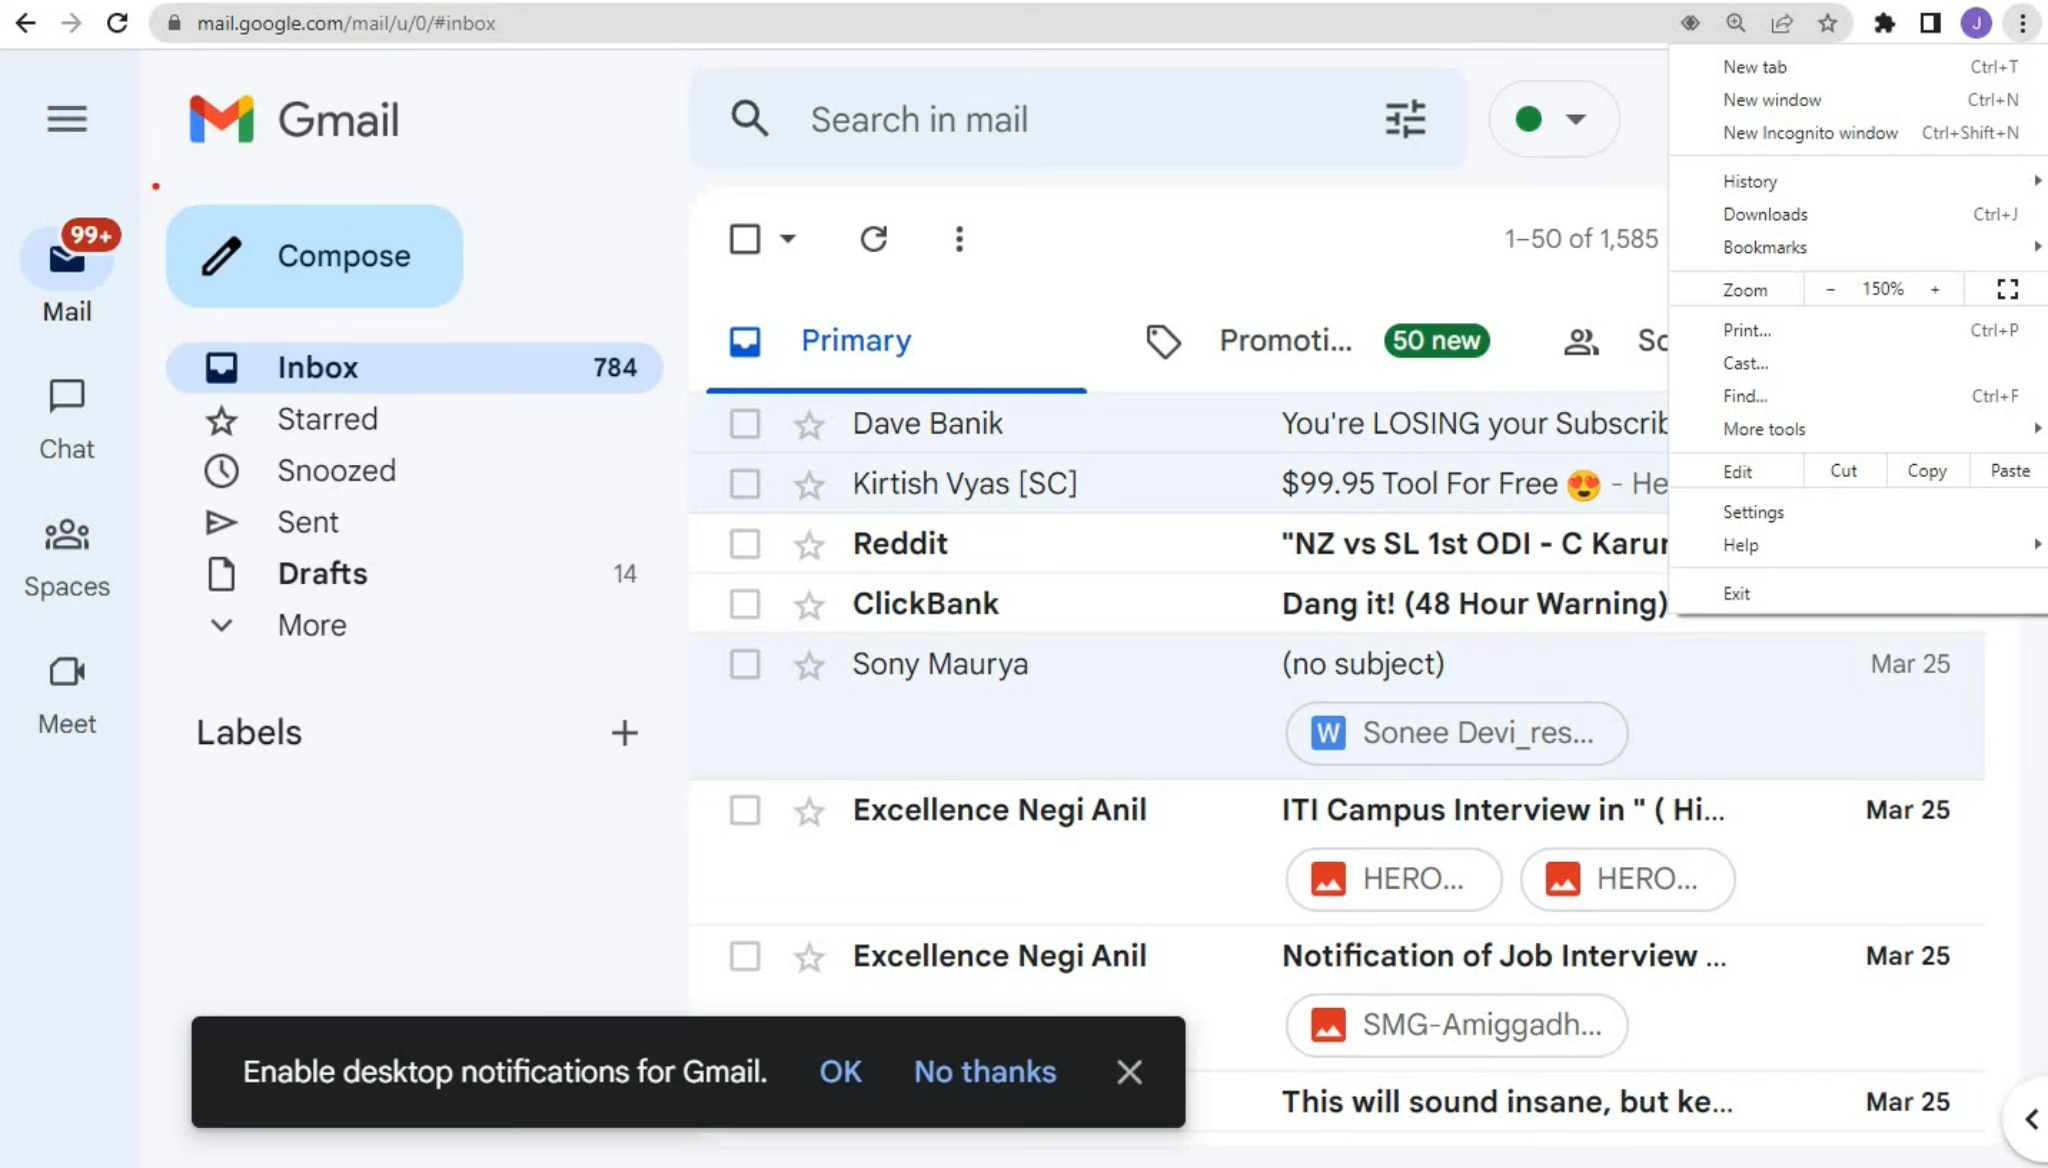 mail.google.com/mail/u/0/#inbox
J
Gmail
Search in mail
99+
Mail
Chat
Spaces
Meet
Compose
Inbox 784
Starred
Snoozed
Sent
Drafts 14
More
Labels
1–50 of 1,585
Primary
Promoti... 50 new
Dave Banik You're LOSING your
Kirtish Vyas [SC] $99.95 Tool For Free 😍 - He
Reddit "NZ vs SL 1st ODI - C
ClickBank Dang it! (48 Hour Warning)
Sony Maurya (no subject) Mar 25
W Sonee Devi_res...
Excellence Negi Anil ITI Campus Interview in " ( Hi... Mar 25
HERO... HERO...
Excellence Negi Anil Notification of Job Interview ... Mar 25
SMG-Amiggadh...
This will sound insane, but ke... Mar 25
Enable desktop notifications for Gmail. OK No thanks
New tab Ctrl+T
New window Ctrl+N
New Incognito window Ctrl+Shift+N
History
Downloads Ctrl+J
Bookmarks
Zoom - 150% +
Print... Ctrl+P
Cast...
Find... Ctrl+F
More tools
Edit Cut Copy Paste
Settings
Help
Exit